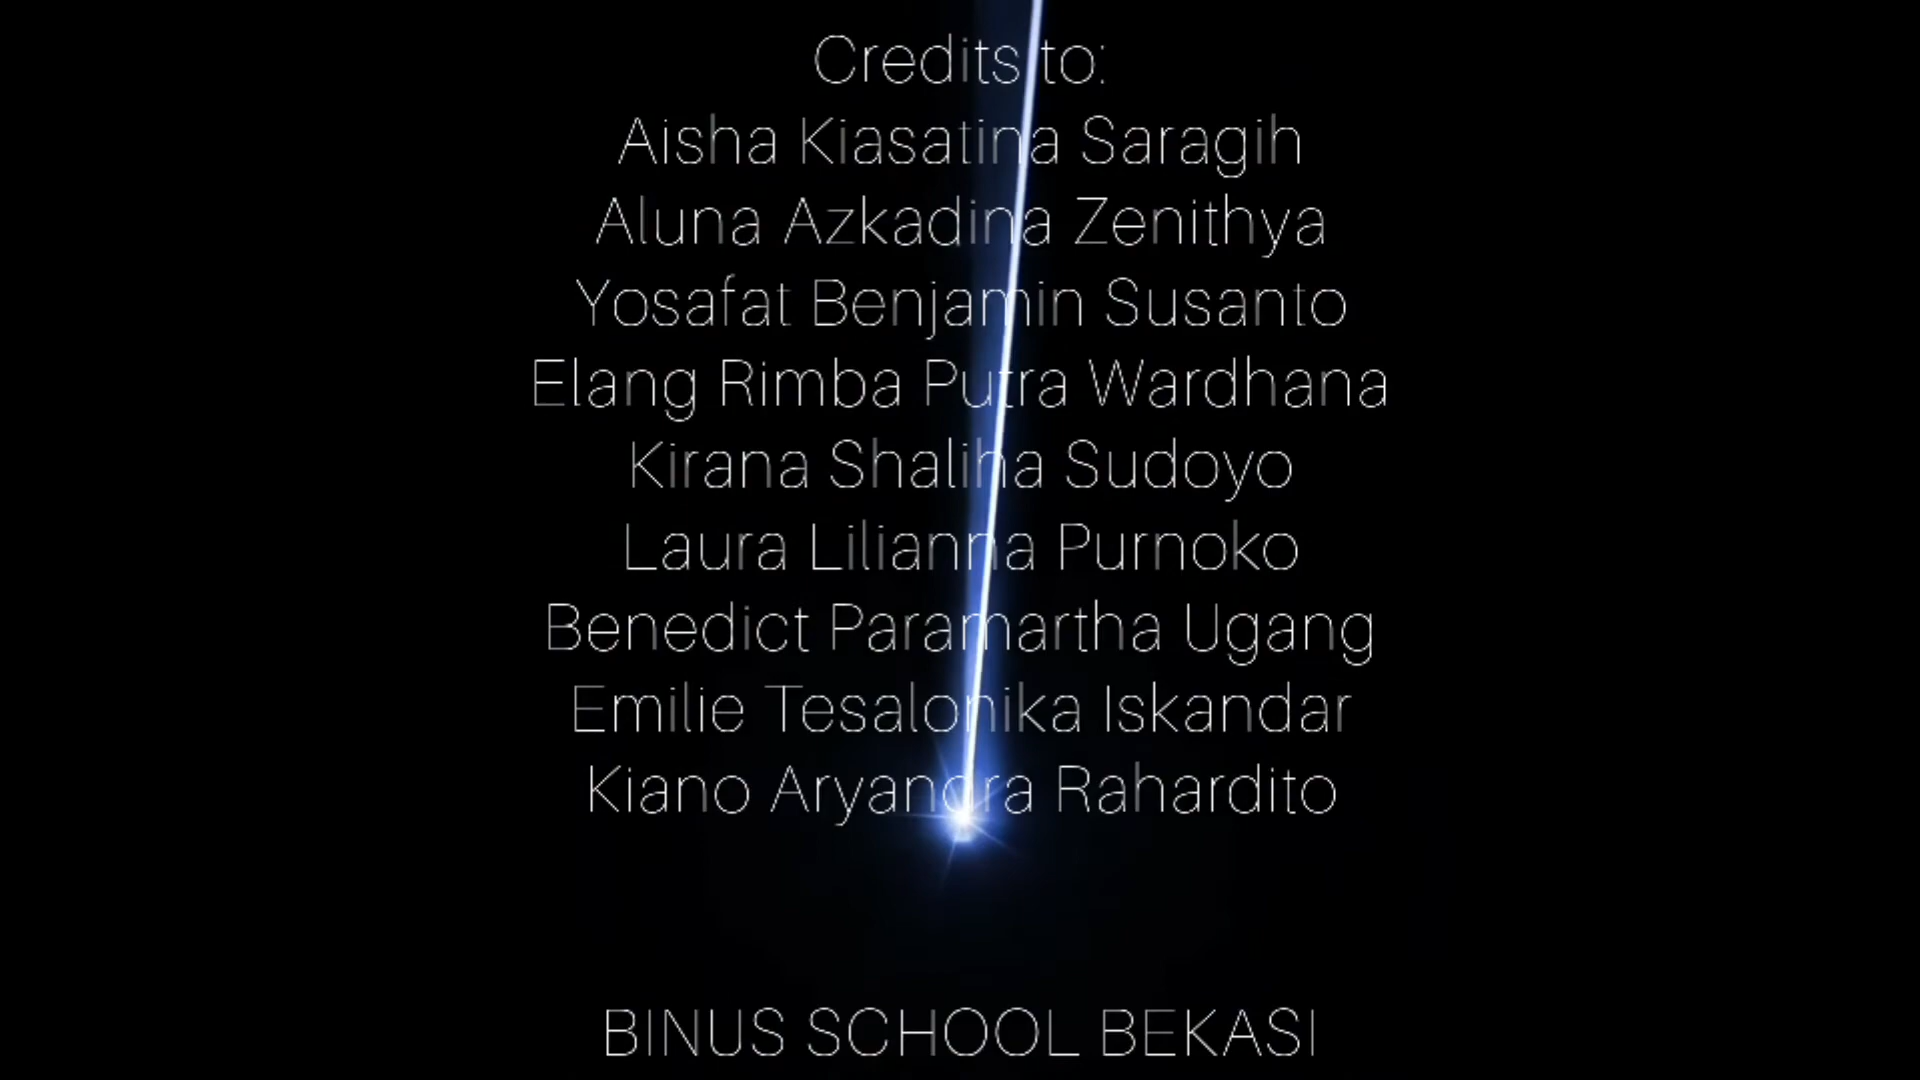 Credits to:
Aisha Kiasatina Saragih
Aluna Azkadina Zenithya
Yosafat Benjamin Susanto
Elang Rimba Putra Wardhana
Kirana Shaliha Sudoyo
Laura Lilianna Purnoko
Benedict Paramartha Ugang
Emilie Tesalonika Iskandar
Kiano Aryandra Rahardito
BINUS SCHOOL BEKASI